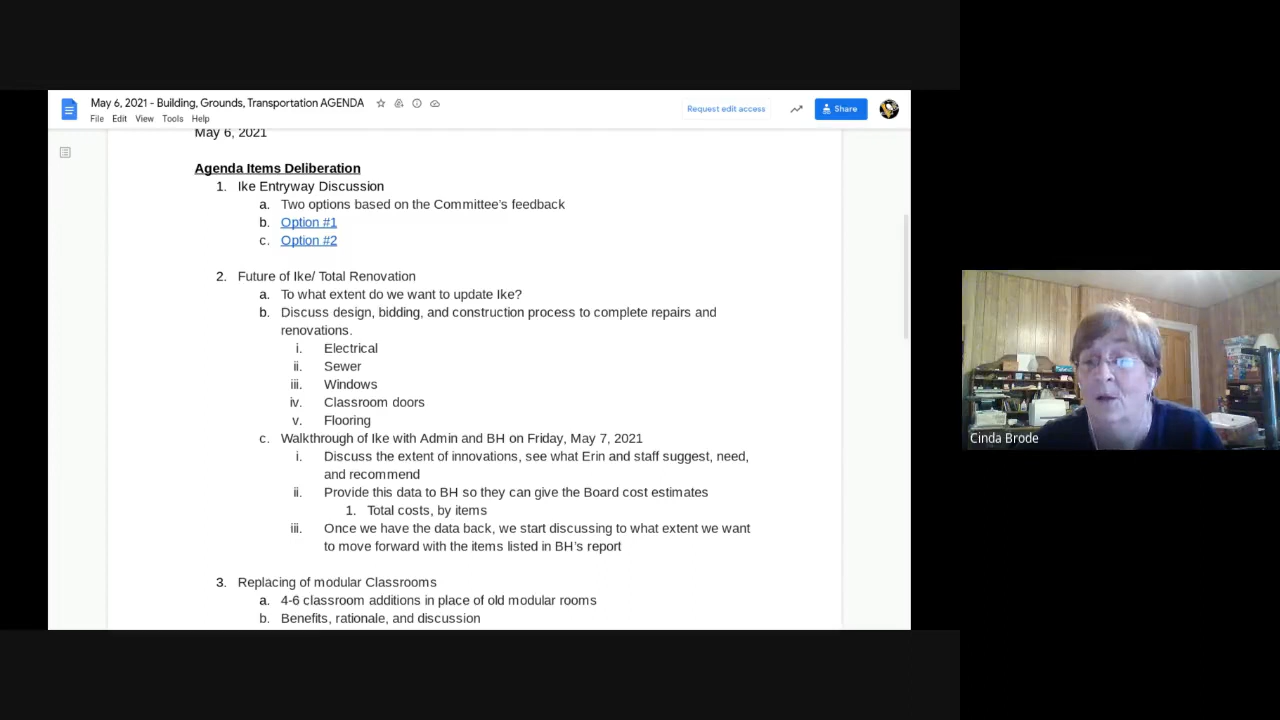 May 6, 2021 - Building, Grounds, Transportation AGENDA
File Edit View Tools Help
Request edit access
Share
May 6, 2021
Agenda Items Deliberation
1. Ike Entryway Discussion
a. Two options based on the Committee's feedback
b. Option #1
c. Option #2
2. Future of Ike/ Total Renovation
a. To what extent do we want to update Ike?
b. Discuss design, bidding, and construction process to complete repairs and
renovations.
i. Electrical
ii. Sewer
iii. Windows
iv. Classroom doors
v. Flooring
c. Walkthrough of Ike with Admin and BH on Friday, May 7, 2021
i. Discuss the extent of innovations, see what Erin and staff suggest, need,
and recommend
ii. Provide this data to BH so they can give the Board cost estimates
1. Total costs, by items
iii. Once we have the data back, we start discussing to what extent we want
to move forward with the items listed in BH's report
3. Replacing of modular Classrooms
a. 4-6 classroom additions in place of old modular rooms
b. Benefits, rationale, and discussion
Cinda Brode